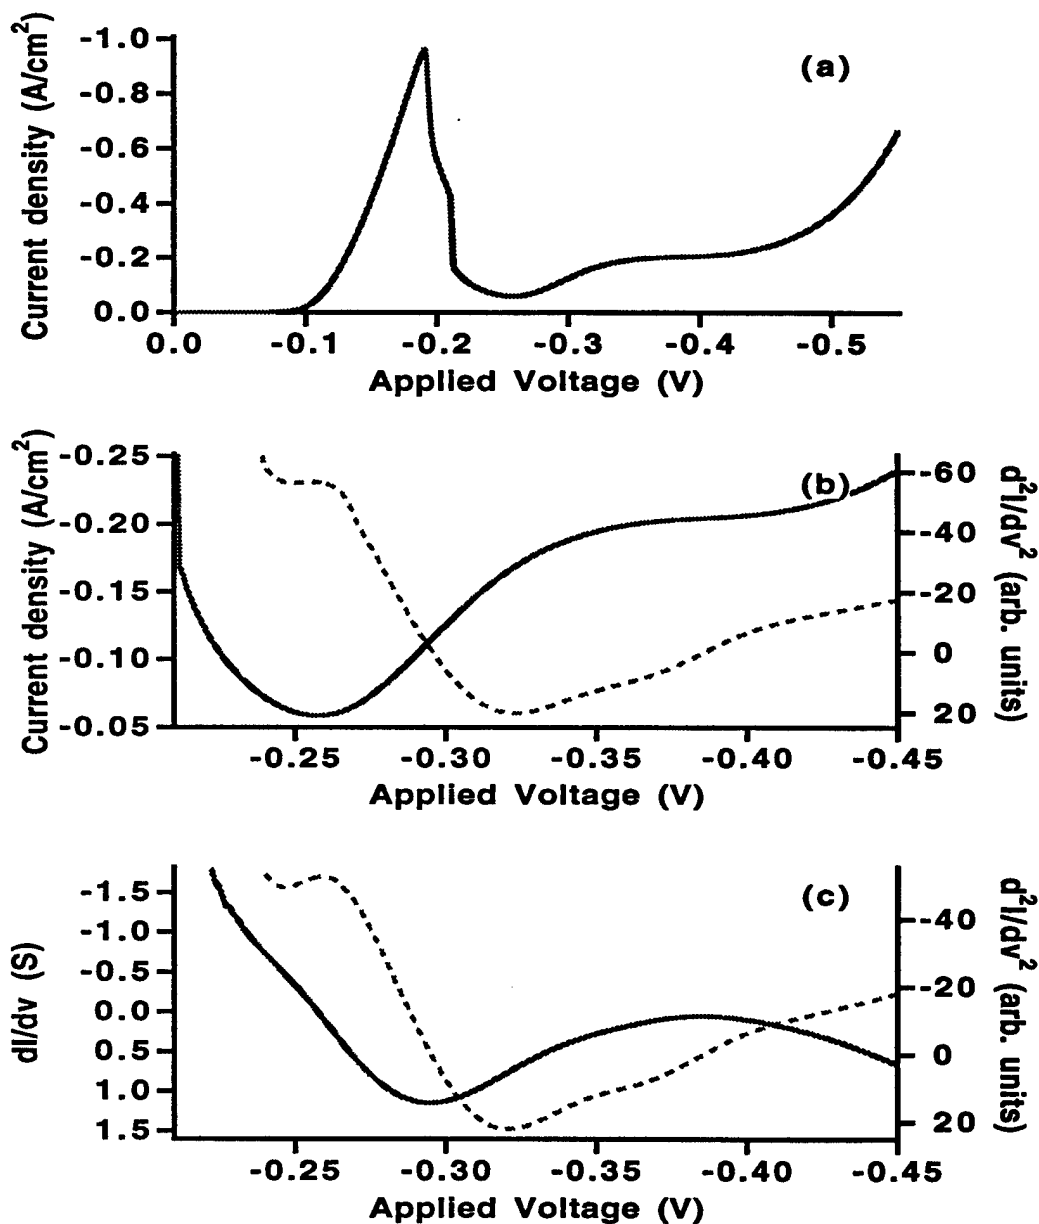 (a)
Current density (A/cm²)
-1.0
-0.8
-0.6
-0.4
-0.2
0.0
0.0 -0.1 -0.2 -0.3 -0.4 -0.5
Applied Voltage (V)
(b)
Current density (A/cm²)
-0.25
-0.20
-0.15
-0.10
-0.05
-60
-40
-20
0
20
d²I/dv² (arb. units)
-0.25 -0.30 -0.35 -0.40 -0.45
Applied Voltage (V)
(c)
dI/dv (S)
-1.5
-1.0
-0.5
0.0
0.5
1.0
1.5
-40
-20
0
20
d²I/dv² (arb. units)
-0.25 -0.30 -0.35 -0.40 -0.45
Applied Voltage (V)